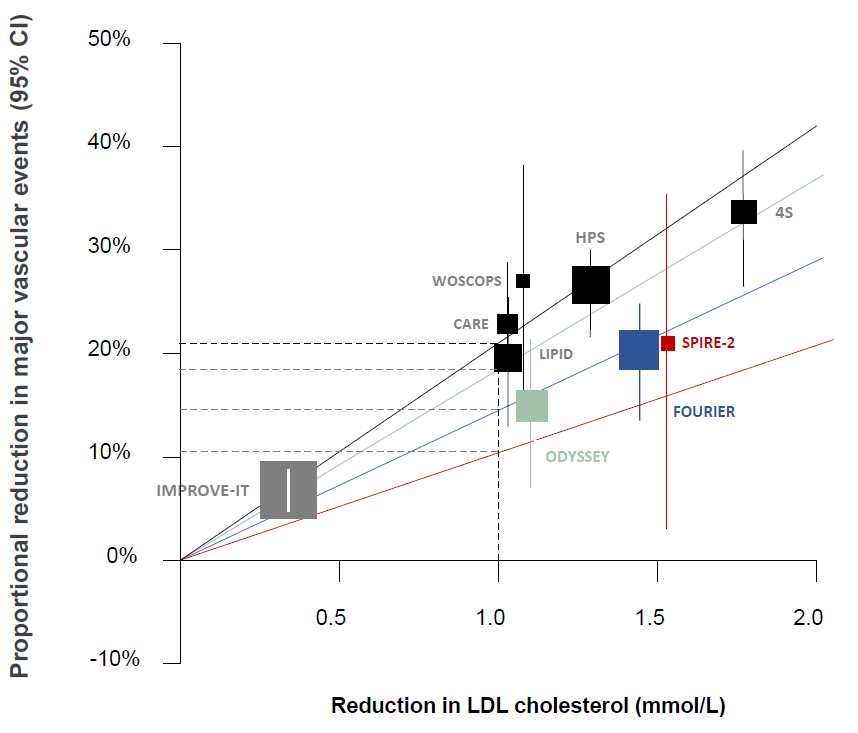 Proportional reduction in major vascular events (95% CI)
50%
40%
30%
20%
10%
0%
-10%
4S
HPS
WOSCOPS
CARE
LIPID
SPIRE-2
FOURIER
ODYSSEY
IMPROVE-IT
0.5
1.0
1.5
2.0
Reduction in LDL cholesterol (mmol/L)